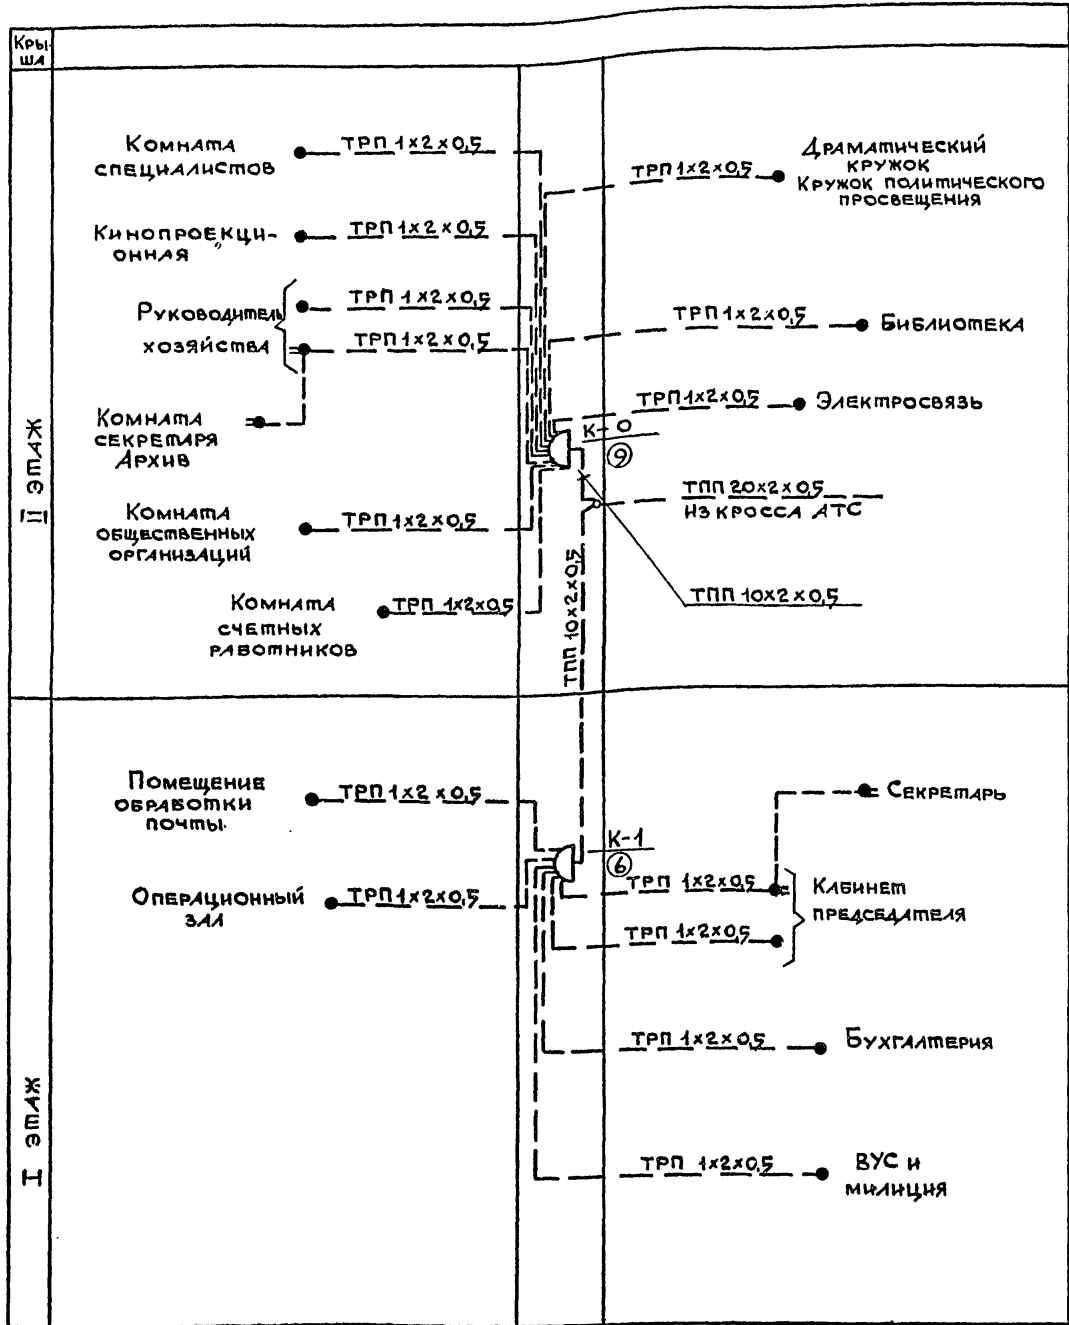 Крыша
ША
II ЭТАЖ
Комната
специалистов
ТРП 1х2х0,5
Кинопроекци-
онная
ТРП 1х2х0,5
Руководитель
хозяйства
ТРП 1х2х0,5
ТРП 1х2х0,5
Комната
секретаря
Архив
Комната
общественных
организаций
ТРП 1х2х0,5
Комната
счетных
работников
ТРП 1х2х0,5
ТРП 1х2х0,5
Драматический
кружок
Кружок политического
просвещения
ТРП 1х2х0,5
Библиотека
ТРП 1х2х0,5
Электросвязь
К-0
9
ТПП 20х2х0,5
из кросса АТС
ТПП 10х2х0,5
ТПП 10х2х0,5
I ЭТАЖ
Помещение
обработки
почты
ТРП 1х2х0,5
Операционный
зал
ТРП 1х2х0,5
К-1
6
Секретарь
ТРП 1х2х0,5
Кабинет
председателя
ТРП 1х2х0,5
ТРП 1х2х0,5
Бухгалтерия
ТРП 1х2х0,5
ВУС и
милиция